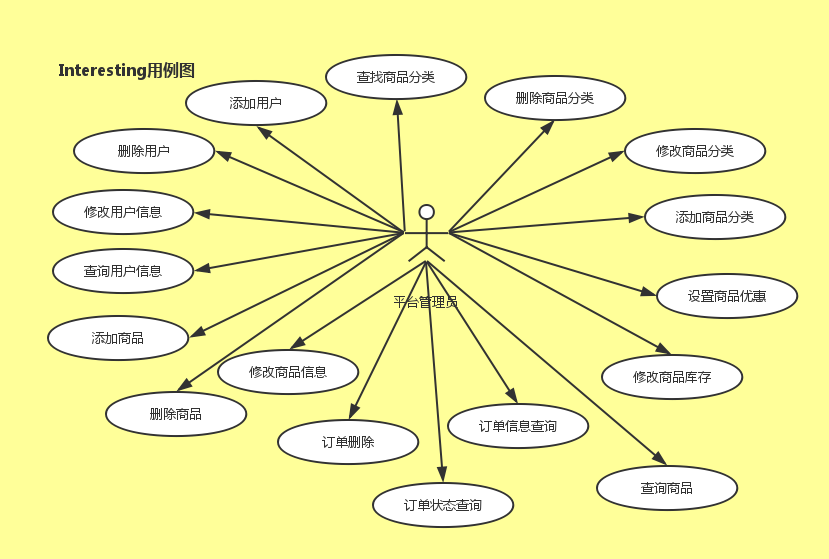 Interesting用例图
查找商品分类
添加用户
删除商品分类
删除用户
修改商品分类
修改用户信息
添加商品分类
查询用户信息
设置商品优惠
平台管理员
添加商品
修改商品信息
修改商品库存
删除商品
订单删除
订单信息查询
查询商品
订单状态查询